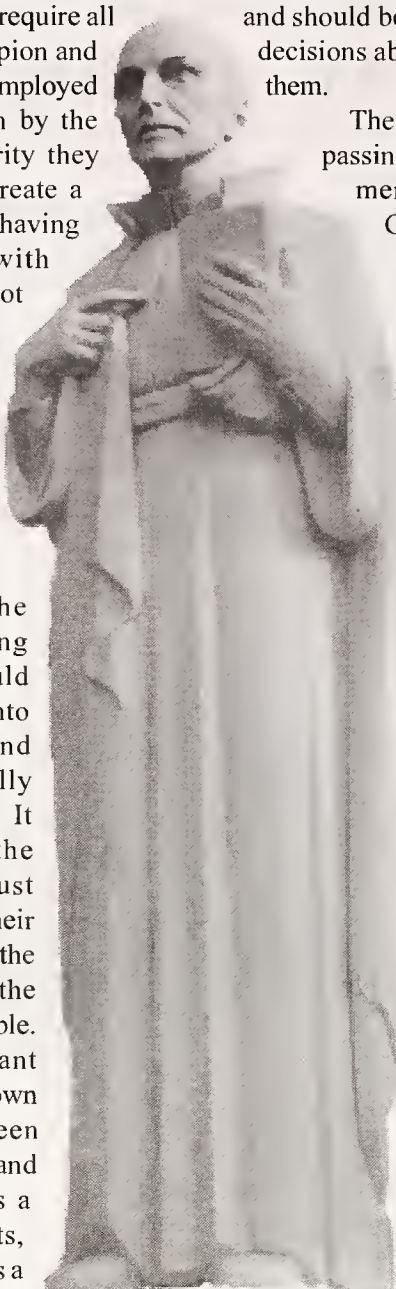 require all
pion and
mployed
n by the
rity they
reate a
having
with
ot
he
ng
uld
nto
nd
lly
It
the
ust
heir
the
the
ple.
ant
own
een
and
s a
ts,
s a
and should be
decisions ab
them.
The
passin
mer